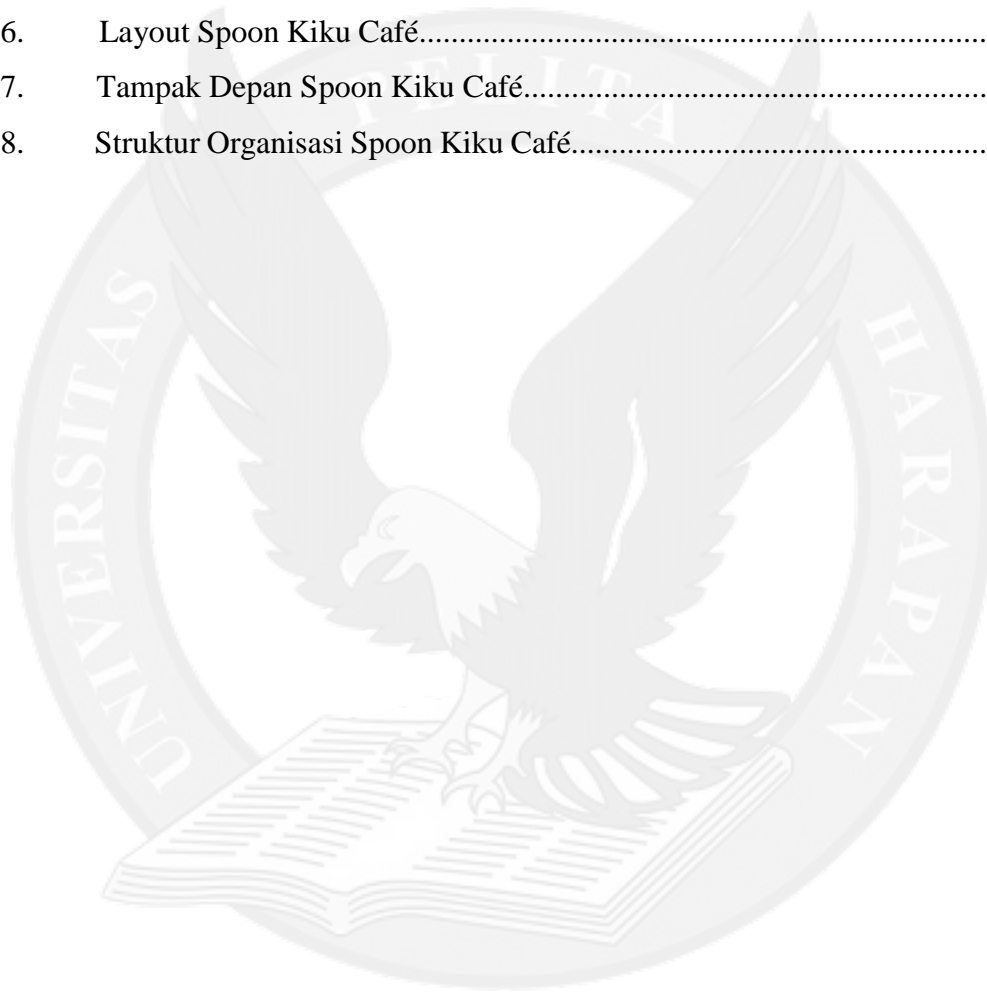 6. Layout Spoon Kiku Café.................................................................
7. Tampak Depan Spoon Kiku Café.....................................................
8. Struktur Organisasi Spoon Kiku Café...............................................
UNIVERSITAS PELITA HARAPAN